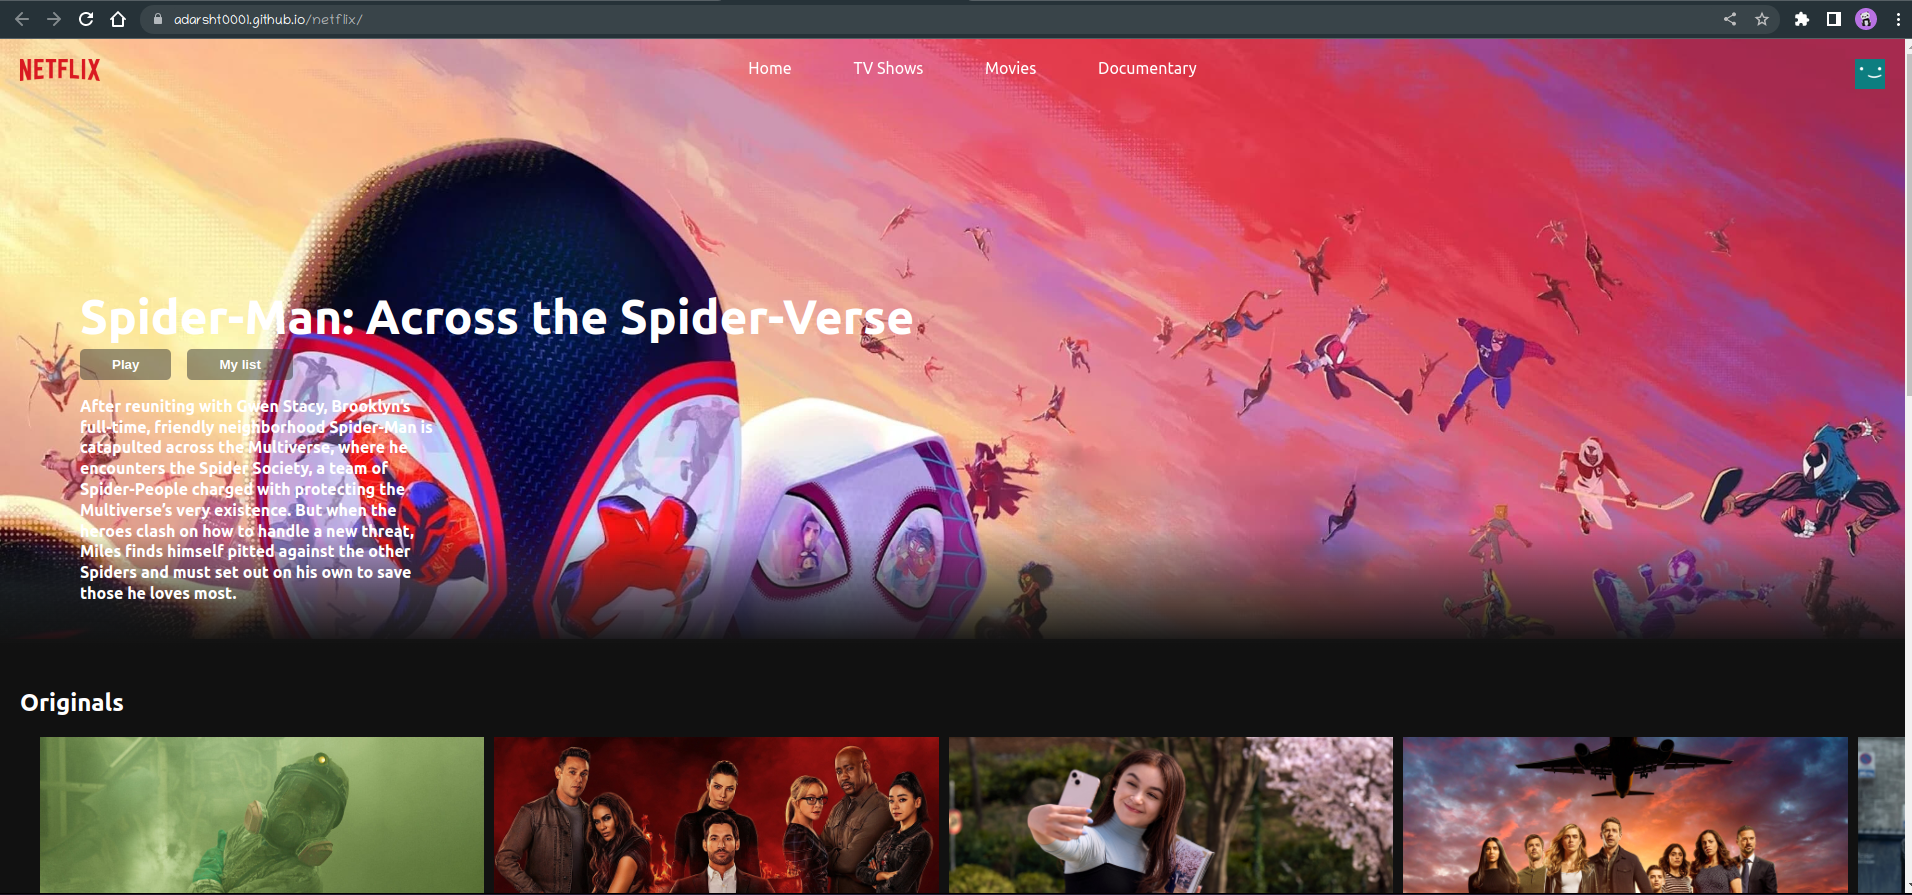 adarsht0001.github.io/netflix/
NETFLIX
Home
TV Shows
Movies
Documentary
Spider-Man: Across the Spider-Verse
Play
My list
After reuniting with Gwen Stacy, Brooklyn's
full-time, friendly neighborhood Spider-Man is
catapulted across the Multiverse, where he
encounters the Spider Society, a team of
Spider-People charged with protecting the
Multiverse's very existence. But when the
heroes clash on how to handle a new threat,
Miles finds himself pitted against the other
Spiders and must set out on his own to save
those he loves most.
Originals